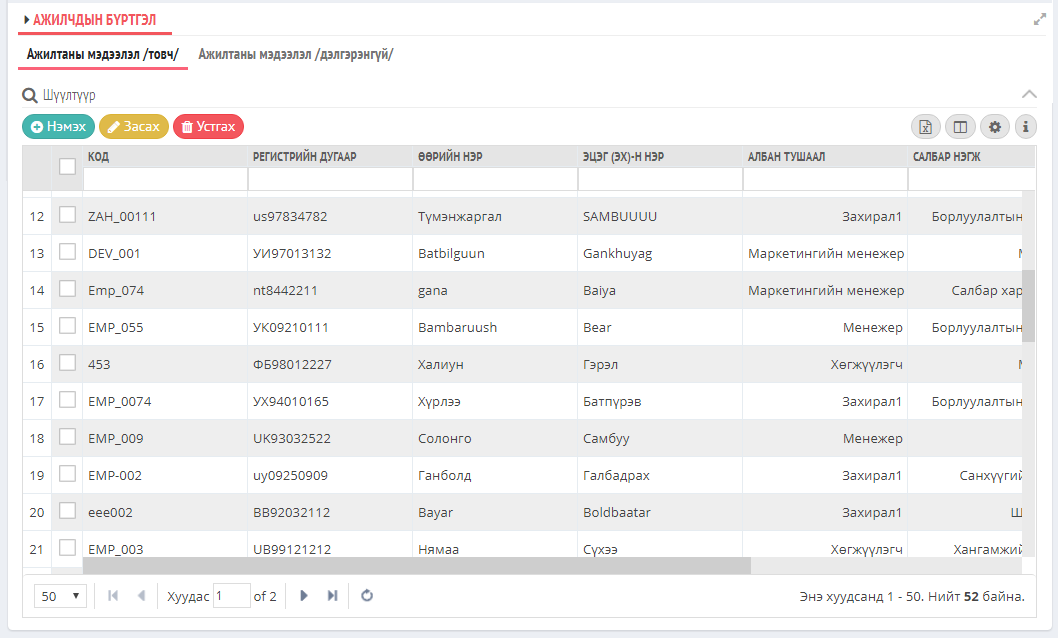 АЖИЛЧДЫН БҮРТГЭЛ
Ажилтаны мэдээлэл /товч/ Ажилтаны мэдээлэл /дэлгэрэнгүй/
Шүүлтүүр
Нэмэх Засах Устгах
КОД РЕГИСТРИЙН ДУГААР ӨӨРИЙН НЭР ЭЦЭГ (ЭХ)-Н НЭР АЛБАН ТУШААЛ САЛБАР НЭГЖ
12 ZAH_00111 us97834782 Түмэнжаргал SAMBUUUU Захирал1 Борлуулалтын
13 DEV_001 УИ97013132 Batbilguun Gankhuyag Маркетингийн менежер
14 Emp_074 nt8442211 gana Baiya Маркетингийн менежер Салбар хар
15 EMP_055 УК09210111 Bambaruush Bear Менежер Борлуулалтын
16 453 ФБ98012227 Халиун Гэрэл Хөгжүүлэгч
17 EMP_0074 УХ94010165 Хүрлээ Батпүрэв Захирал1 Борлуулалтын
18 EMP_009 UK93032522 Солонго Самбуу Менежер
19 EMP-002 uy09250909 Ганболд Галбадрах Захирал1 Санхүүгий
20 eee002 BB92032112 Bayar Boldbaatar Захирал1 Ш
21 EMP_003 UB99121212 Нямаа Сүхээ Хөгжүүлэгч Хангамжий
50 Хуудас 1 of 2 Энэ хуудсанд 1 - 50. Нийт 52 байна.